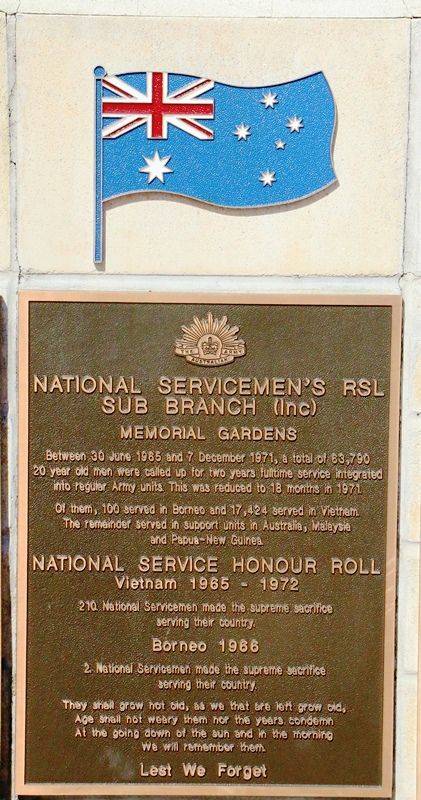 THE AUSTRALIAN ARMY
NATIONAL SERVICEMEN'S RSL
SUB BRANCH (Inc)
MEMORIAL GARDENS
Between 30 June 1965 and 7 December 1971, a total of 63,790
20 year old men were called up for two years fulltime service integrated
into regular Army units. This was reduced to 18 months in 1971.
Of them, 100 served in Borneo and 17,424 served in Vietnam.
The remainder served in support units in Australia, Malaysia
and Papua-New Guinea.
NATIONAL SERVICE HONOUR ROLL
Vietnam 1965 - 1972
210. National Servicemen made the supreme sacrifice
serving their country.
Borneo 1966
2. National Servicemen made the supreme sacrifice
serving their country.
They shall grow not old, as we that are left grow old,
Age shall not weary them nor the years condemn
At the going down of the sun and in the morning
We will remember them.
Lest We Forget